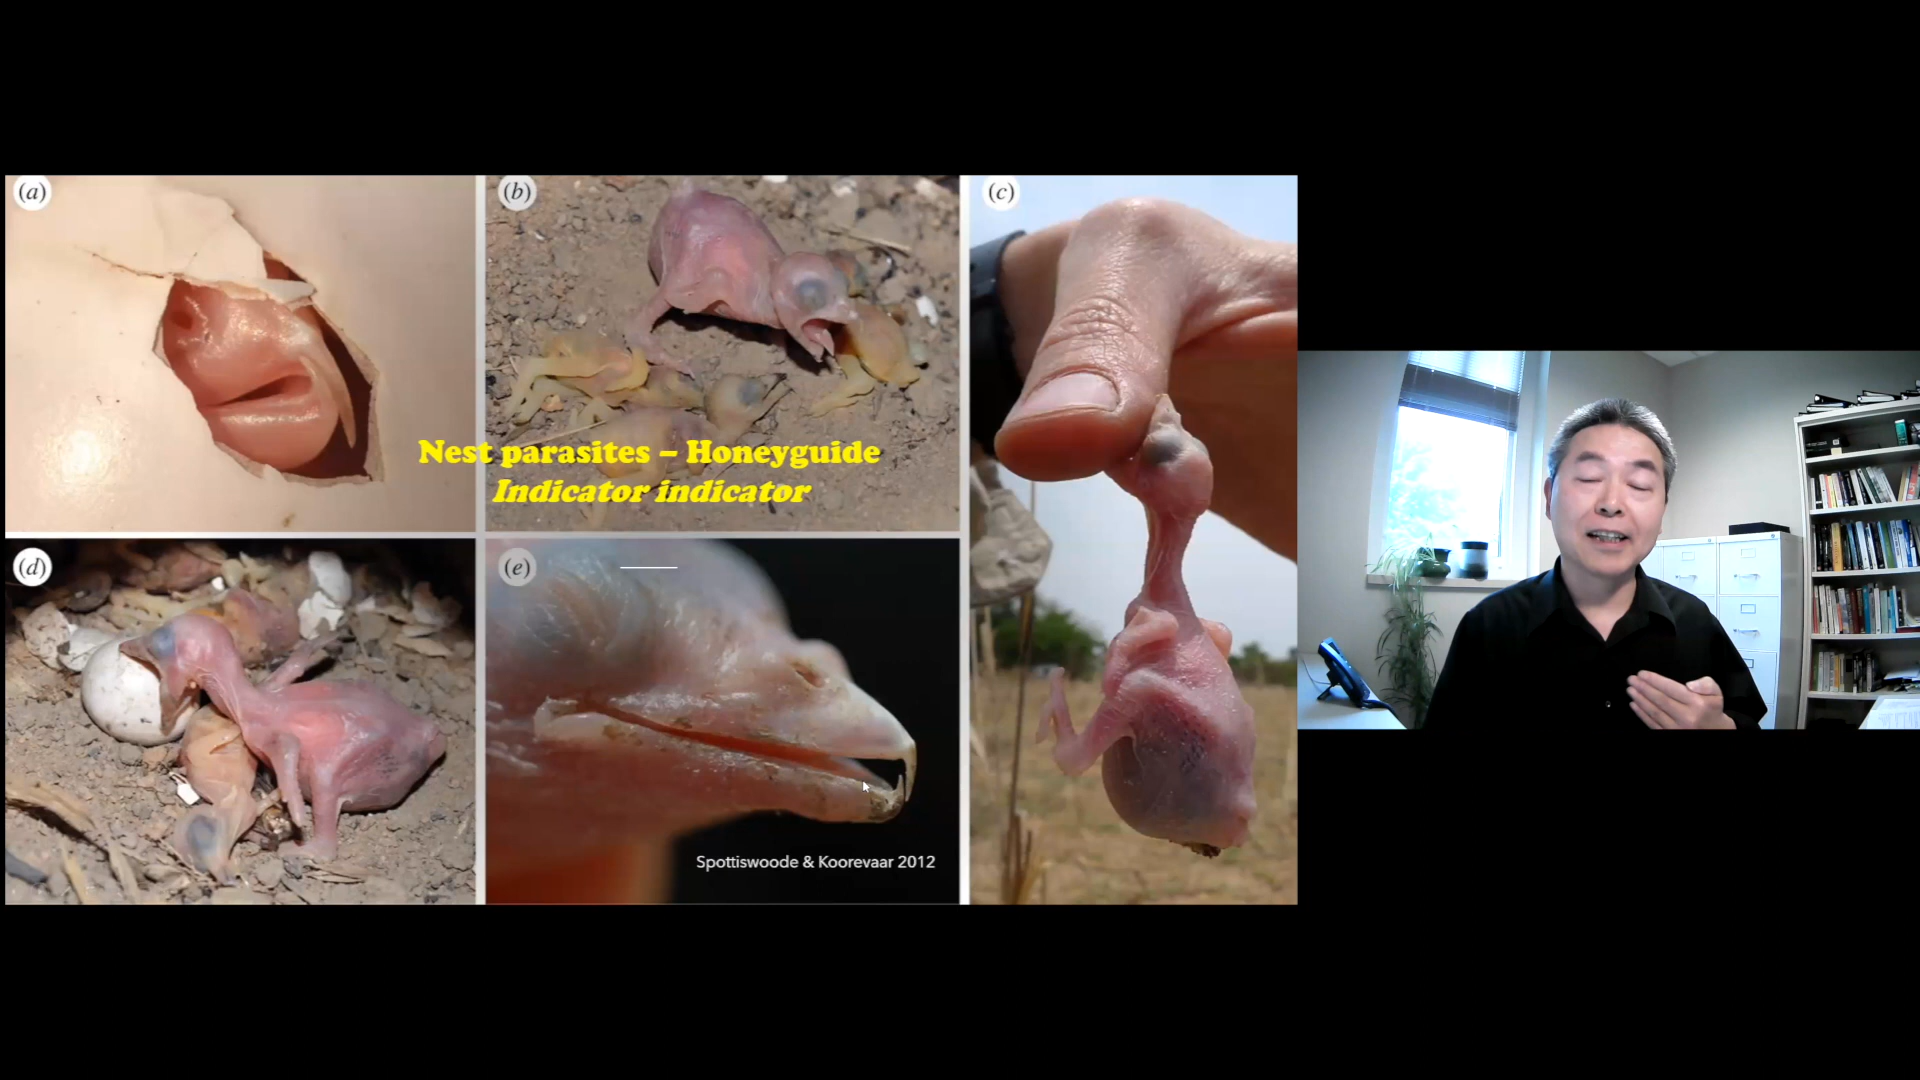 (a)
(b)
(c)
Nest parasites – Honeyguide
Indicator indicator
(d)
(e)
Spottiswoode & Koorevaar 2012